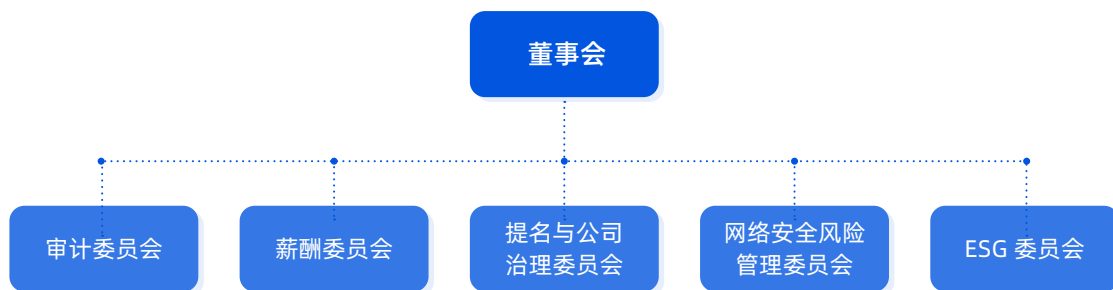 董事会
审计委员会
薪酬委员会
提名与公司
治理委员会
网络安全风险
管理委员会
ESG 委员会